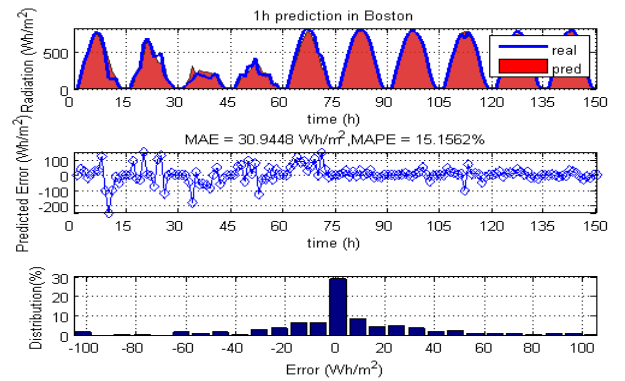 1h prediction in Boston
Radiation (Wh/m²)
500
0
real
pred
0 15 30 45 60 75 90 105 120 135 150
time (h)
MAE = 30.9448 Wh/m²,MAPE = 15.1562%
Predicted Error (Wh/m²)
100
0
-100
-200
0 15 30 45 60 75 90 105 120 135 150
time (h)
Distribution(%)
30
20
10
0
-100 -80 -60 -40 -20 0 20 40 60 80 100
Error (Wh/m²)